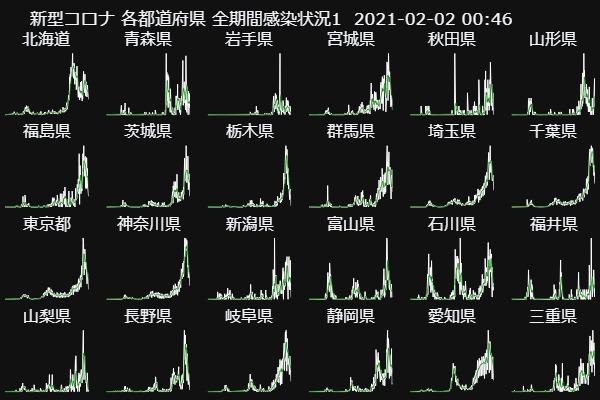 新型コロナ 各都道府県 全期間感染状況1 2021-02-02 00:46
北海道 青森県 岩手県 宮城県 秋田県 山形県
福島県 茨城県 栃木県 群馬県 埼玉県 千葉県
東京都 神奈川県 新潟県 富山県 石川県 福井県
山梨県 長野県 岐阜県 静岡県 愛知県 三重県